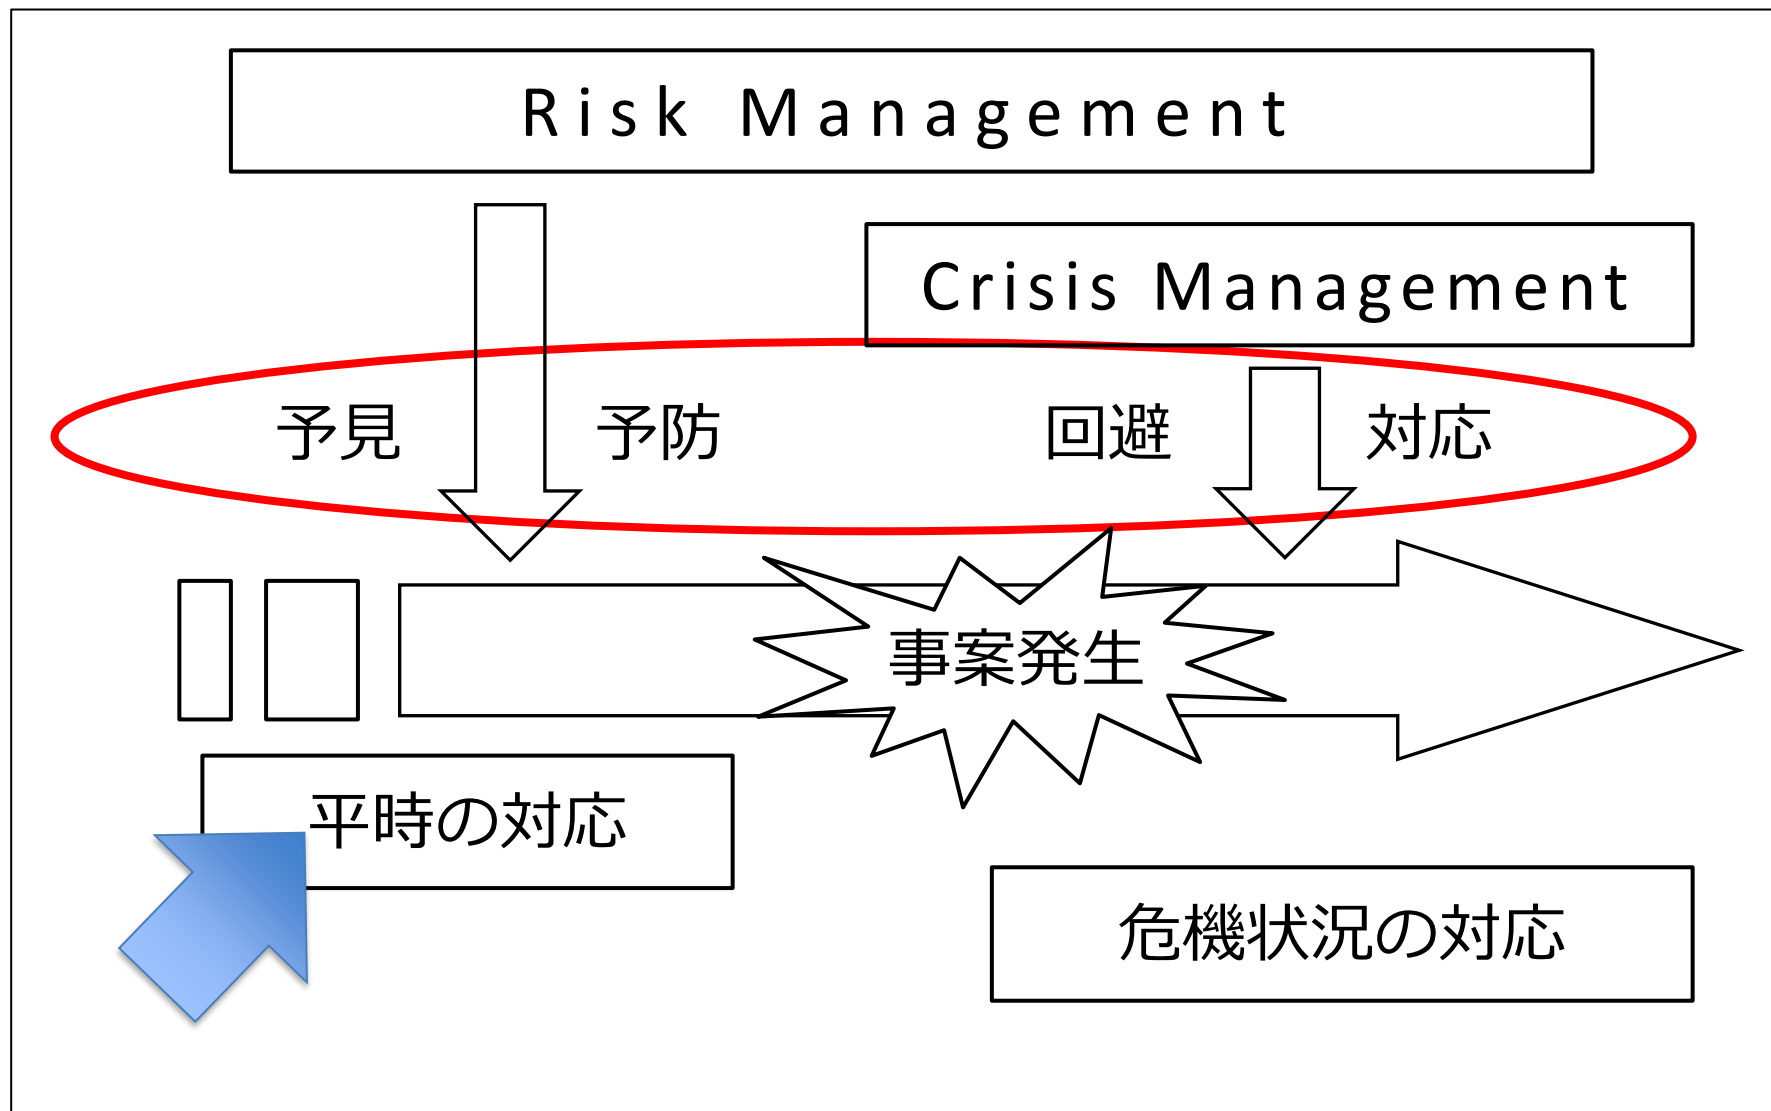 Risk Management
Crisis Management
予見 予防 回避 対応
事案発生
平時の対応
危機状況の対応